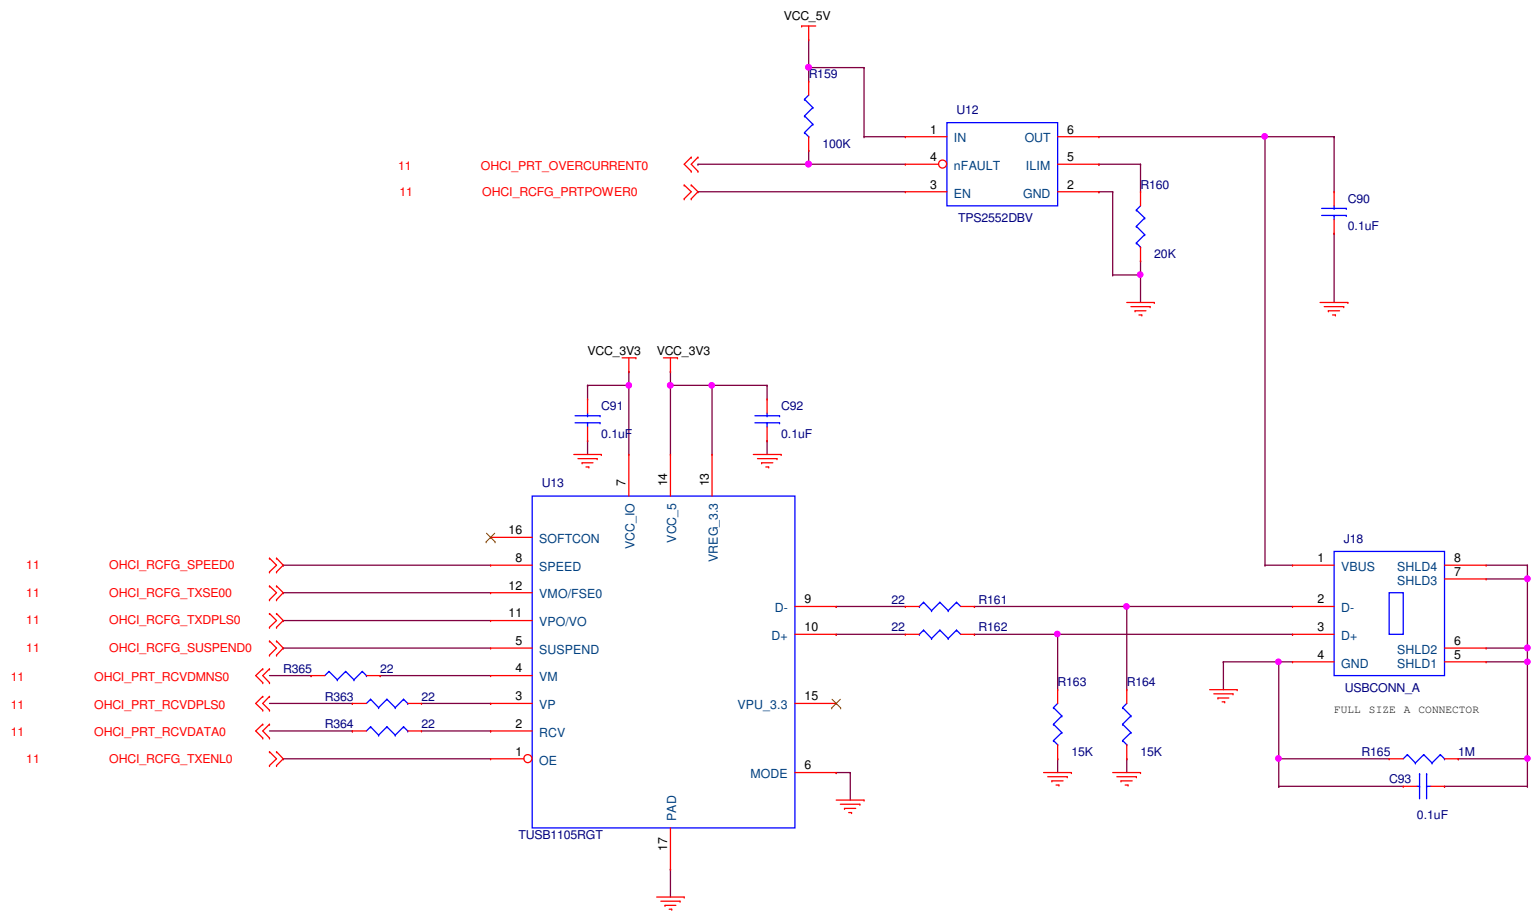 VCC_5V
R159
100K
U12
1 IN OUT 6
11 OHCI_PRT_OVERCURRENT0 4 nFAULT ILIM 5
11 OHCI_RCFG_PRTPOWER0 3 EN GND 2
TPS2552DBV
R160
20K
C90
0.1uF
VCC_3V3 VCC_3V3
C91 C92
0.1uF 0.1uF
U13
7 14 13
VCC_IO VCC_5 VREG_3.3
16 SOFTCON
11 OHCI_RCFG_SPEED0 8 SPEED
11 OHCI_RCFG_TXSE00 12 VMO/FSE0
11 OHCI_RCFG_TXDPLS0 11 VPO/VO
11 OHCI_RCFG_SUSPEND0 5 SUSPEND
11 OHCI_PRT_RCVDMNS0 R365 22 4 VM
11 OHCI_PRT_RCVDPLS0 R363 22 3 VP
11 OHCI_PRT_RCVDATA0 R364 22 2 RCV
11 OHCI_RCFG_TXENL0 1 OE
D- 9 22 R161
D+ 10 22 R162
VPU_3.3 15
MODE 6
PAD
17
TUSB1105RGT
R163 R164
15K 15K
J18
1 VBUS SHLD4 8
SHLD3 7
2 D-
3 D+
SHLD2 6
4 GND SHLD1 5
USBCONN_A
FULL SIZE A CONNECTOR
R165 1M
C93
0.1uF